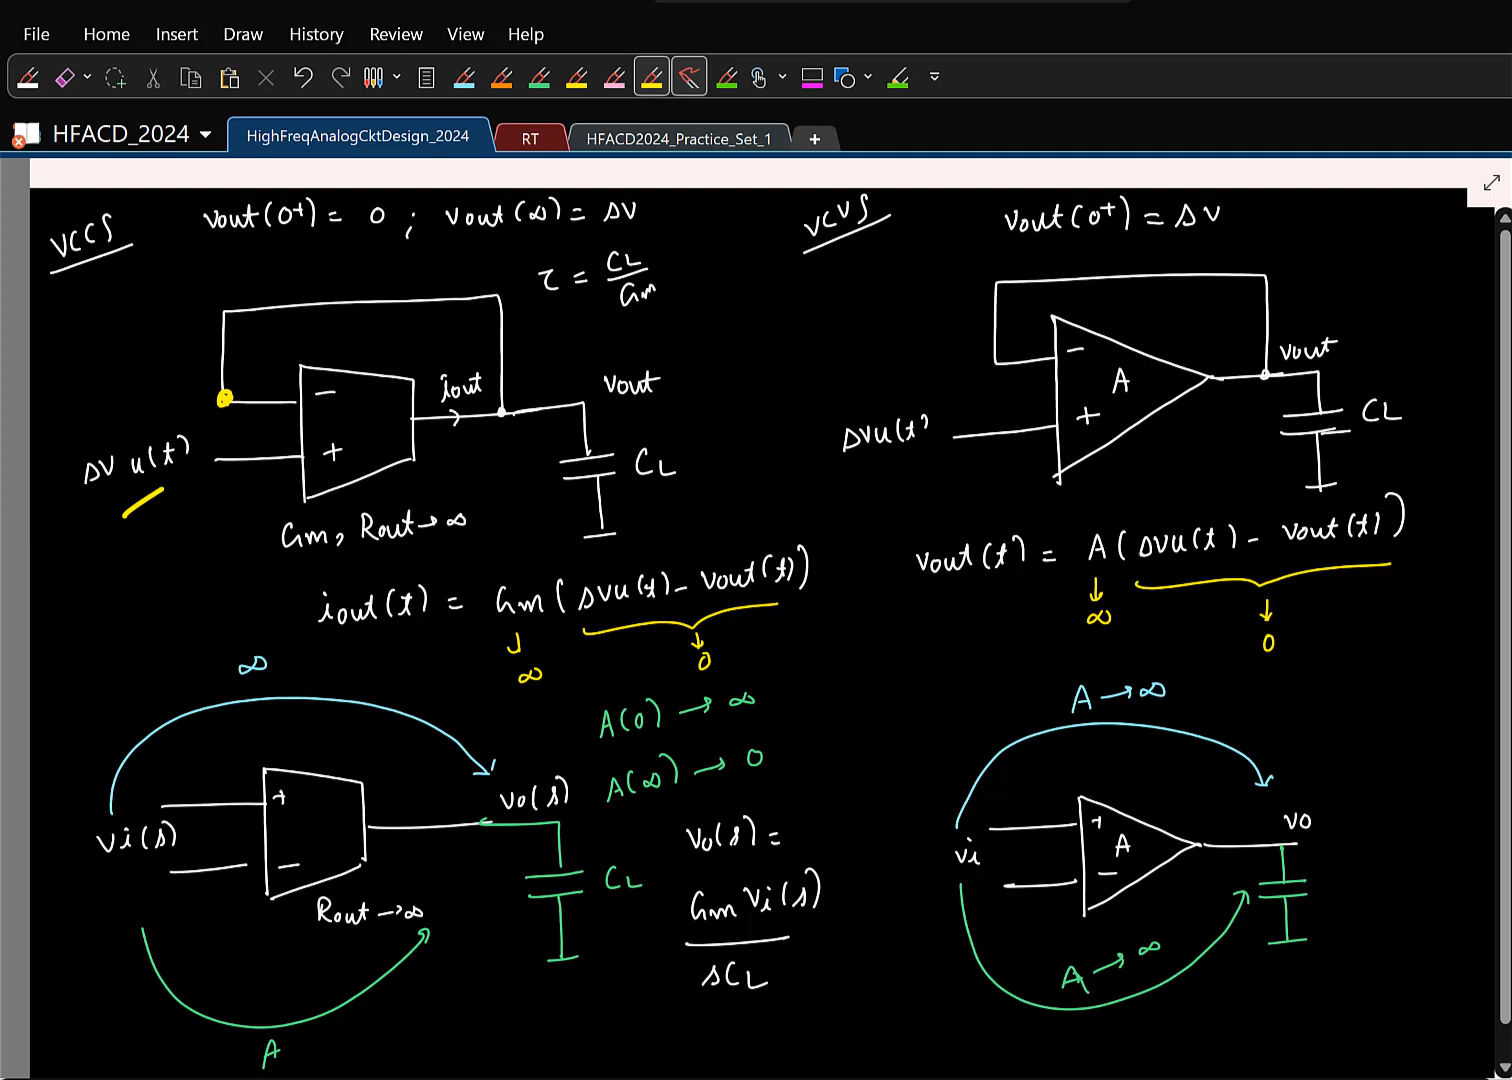 File Home Insert Draw History Review View Help
HFACD_2024
HighFreqAnalogCktDesign_2024
RT
HFACD2024_Practice_Set_1
+
VCCS
Vout(0+) = 0 ; Vout(∞) = ΔV
τ = CL / Gm
iout
Vout
−
+
ΔV u(t)
CL
Gm, Rout → ∞
iout(t) = Gm ( ΔVu(t) - Vout(t) )
↓ ∞
↓ 0
∞
A(0) → ∞
A(∞) → 0
+
−
Vi(s)
Vo(s)
CL
Rout → ∞
A
Vo(s) =
Gm Vi(s)
sCL
VCVS
Vout(0+) = ΔV
Vout
−
A
+
ΔVu(t)
CL
Vout(t) = A ( ΔVu(t) - Vout(t) )
↓ ∞
↓ 0
A → ∞
+
A
−
Vi
Vo
A → ∞